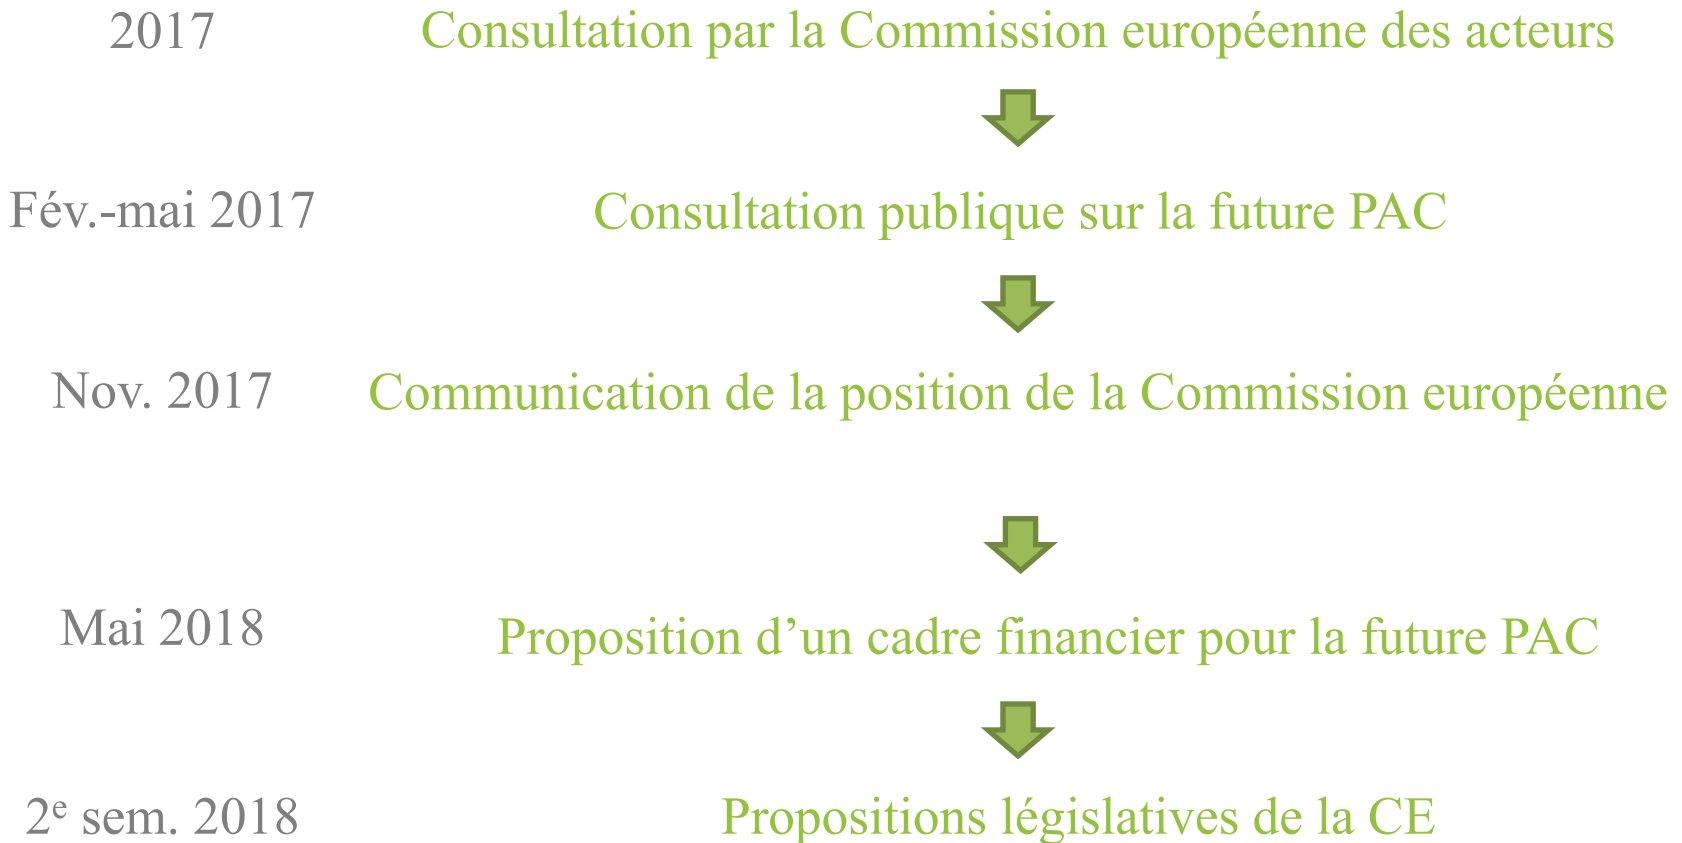 2017 Consultation par la Commission européenne des acteurs
Fév.-mai 2017 Consultation publique sur la future PAC
Nov. 2017 Communication de la position de la Commission européenne
Mai 2018 Proposition d’un cadre financier pour la future PAC
2e sem. 2018 Propositions législatives de la CE